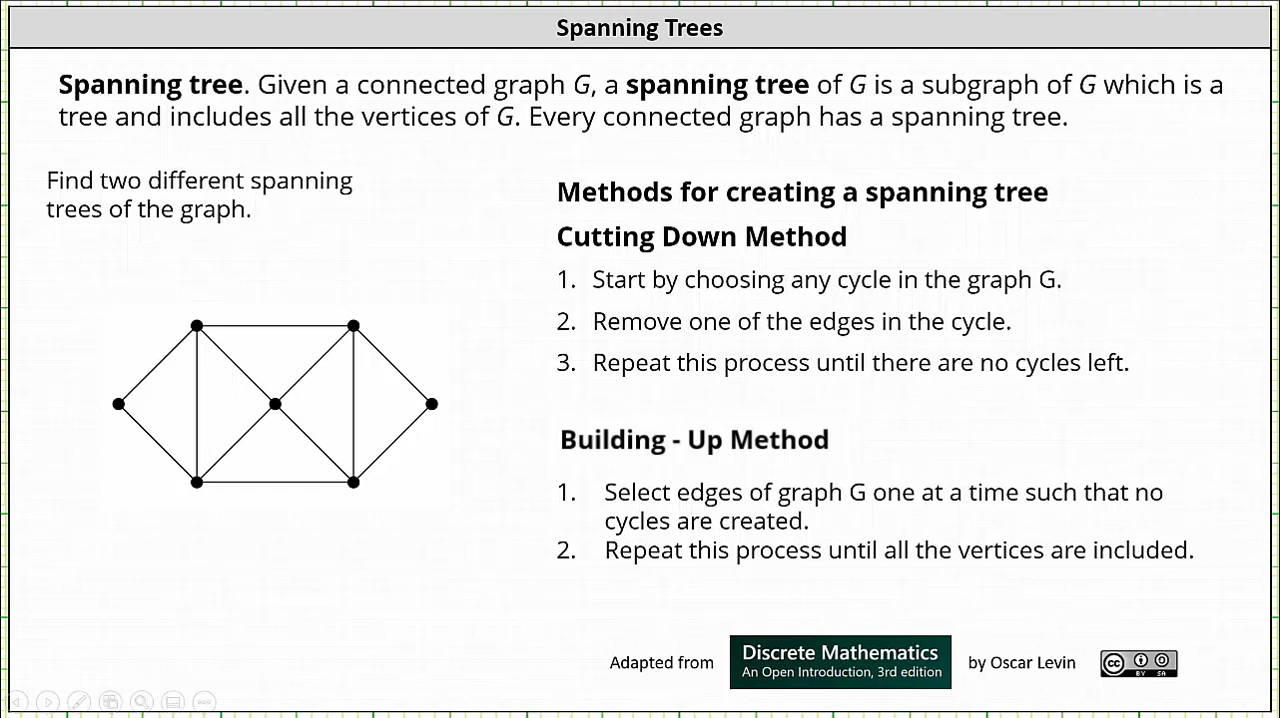 Spanning Trees
Spanning tree. Given a connected graph G, a spanning tree of G is a subgraph of G which is a
tree and includes all the vertices of G. Every connected graph has a spanning tree.
Find two different spanning
trees of the graph.
Methods for creating a spanning tree
Cutting Down Method
1. Start by choosing any cycle in the graph G.
2. Remove one of the edges in the cycle.
3. Repeat this process until there are no cycles left.
Building - Up Method
1. Select edges of graph G one at a time such that no
cycles are created.
2. Repeat this process until all the vertices are included.
Adapted from
Discrete Mathematics
An Open Introduction, 3rd edition
by Oscar Levin
cc
BY SA